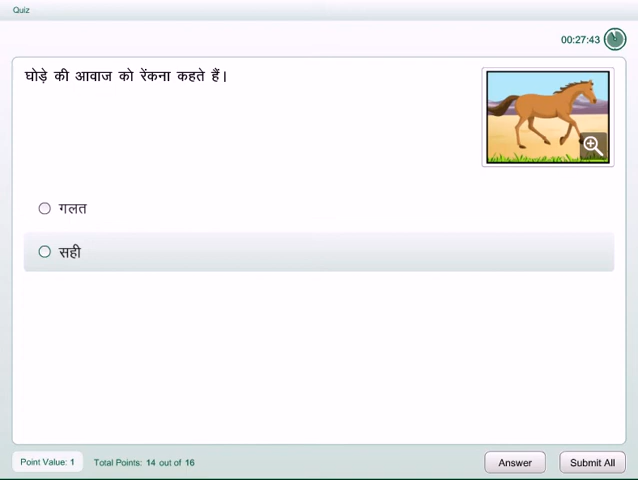 Quiz
00:27:43
घोड़े की आवाज को रेंकना कहते हैं।
गलत
सही
Point Value: 1 Total Points: 14 out of 16 Answer Submit All